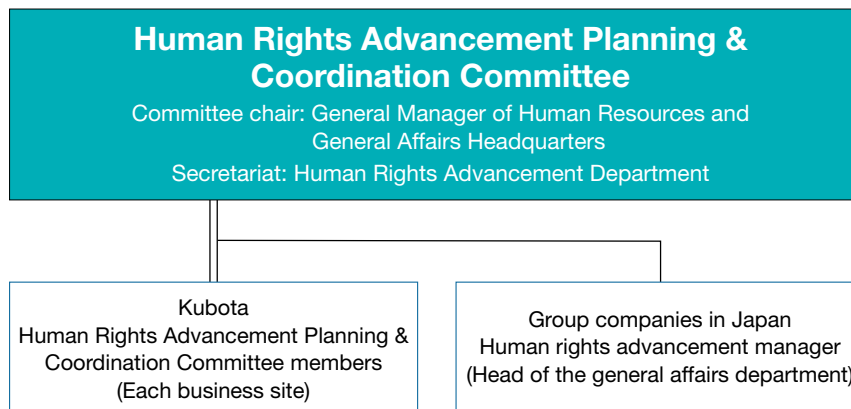 Human Rights Advancement Planning &
Coordination Committee
Committee chair: General Manager of Human Resources and
General Affairs Headquarters
Secretariat: Human Rights Advancement Department
Kubota
Human Rights Advancement Planning &
Coordination Committee members
(Each business site)
Group companies in Japan
Human rights advancement manager
(Head of the general affairs department)